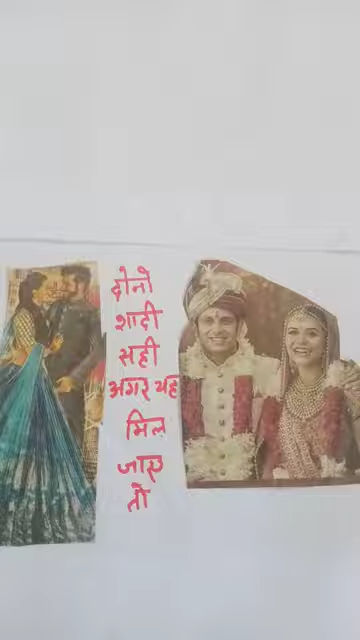 दोनो
शादी
सही
अगर यह
मिल
जाए
तो